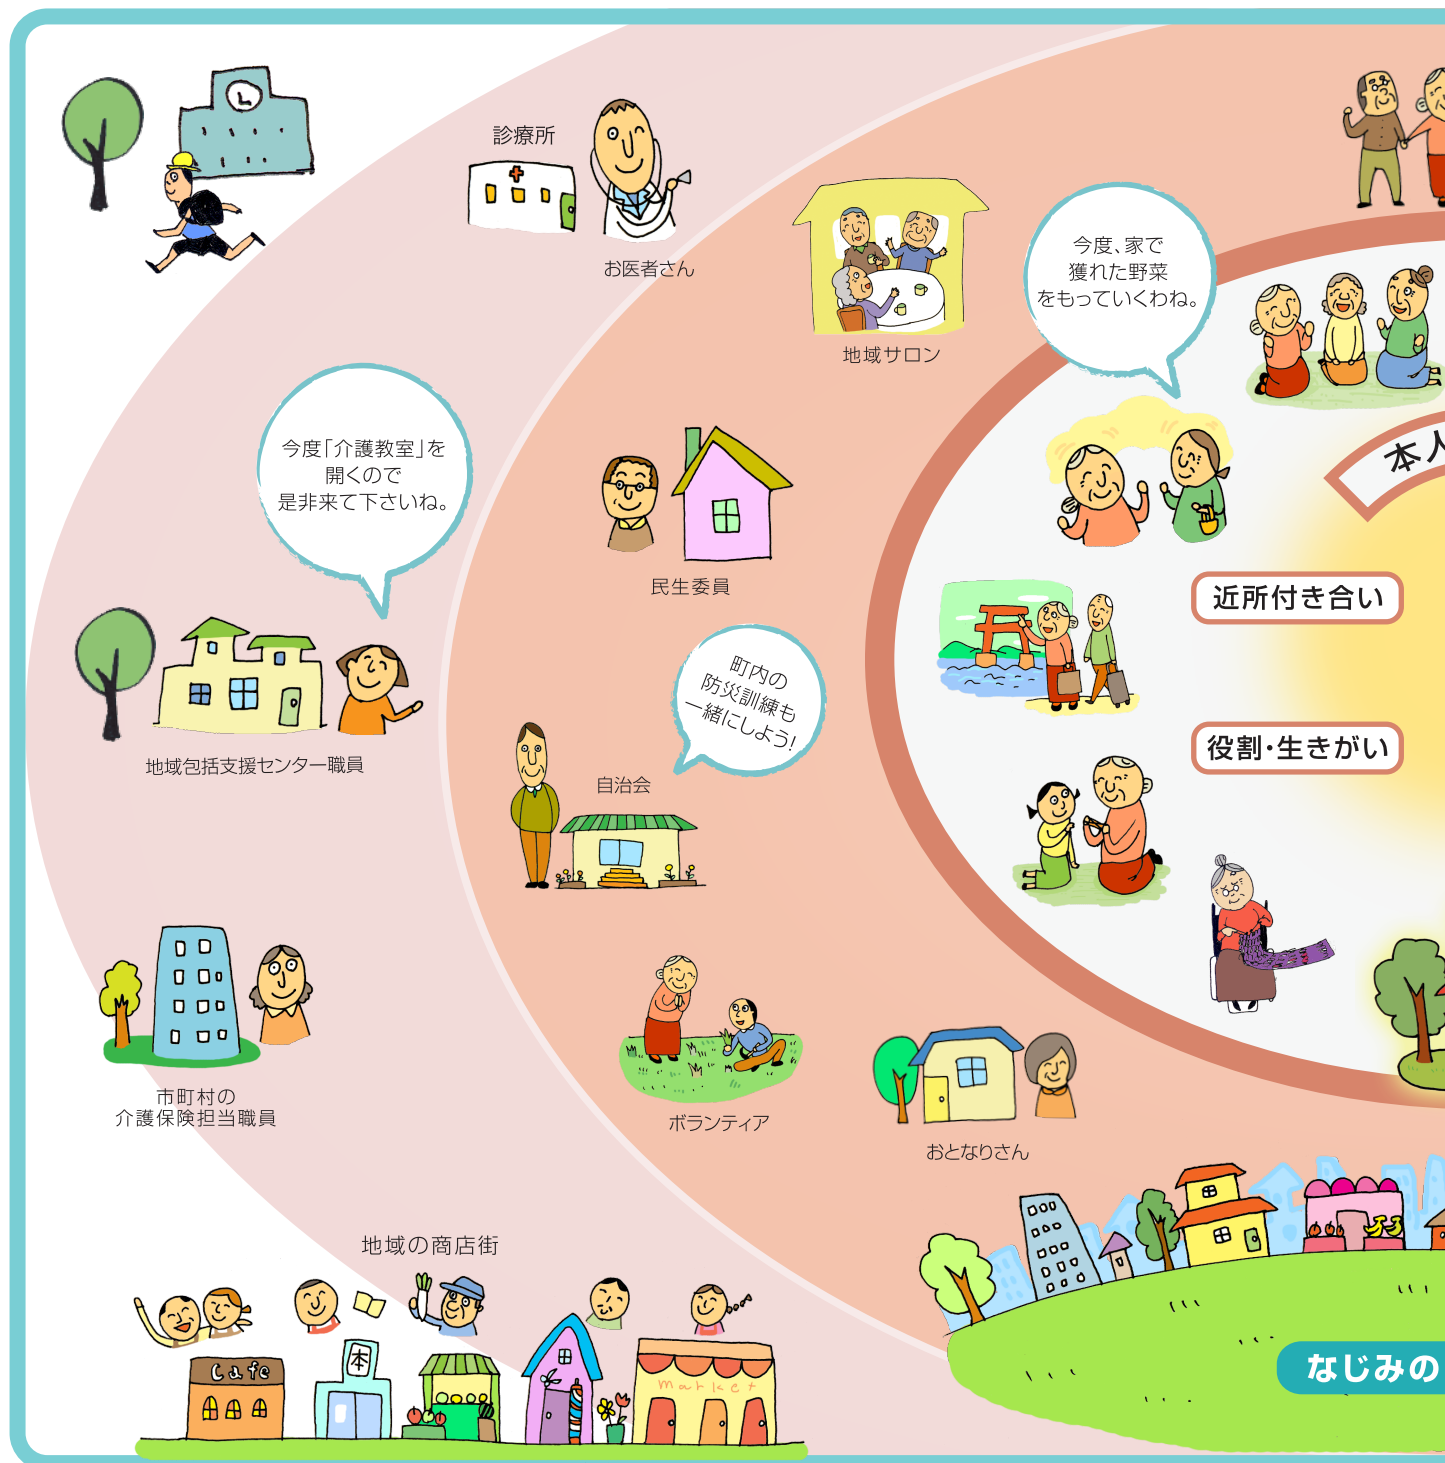 診療所
お医者さん
地域サロン
今度、家で
獲れた野菜
をもっていくわね。
本人
今度「介護教室」を
開くので
是非来て下さいね。
民生委員
近所付き合い
町内の
防災訓練も
一緒にしよう!
役割・生きがい
地域包括支援センター職員
自治会
市町村の
介護保険担当職員
ボランティア
おとなりさん
地域の商店街
Cafe
本
market
なじみの